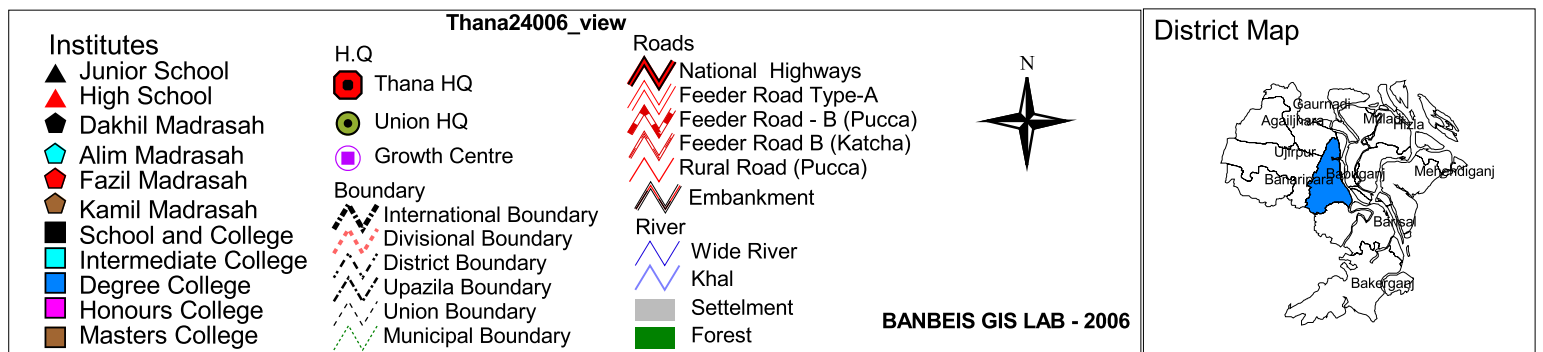 Thana24006_view
Institutes
Junior School
High School
Dakhil Madrasah
Alim Madrasah
Fazil Madrasah
Kamil Madrasah
School and College
Intermediate College
Degree College
Honours College
Masters College
H.Q
Thana HQ
Union HQ
Growth Centre
Boundary
International Boundary
Divisional Boundary
District Boundary
Upazila Boundary
Union Boundary
Municipal Boundary
Roads
National Highways
Feeder Road Type-A
Feeder Road - B (Pucca)
Feeder Road B (Katcha)
Rural Road (Pucca)
Embankment
River
Wide River
Khal
Settelment
Forest
N
BANBEIS GIS LAB - 2006
District Map
Gaurnadi
Agailjhara
Muladi
Hizla
Ujirpur
Banaripara
Babuganj
Mehendiganj
Barisal
Bakerganj